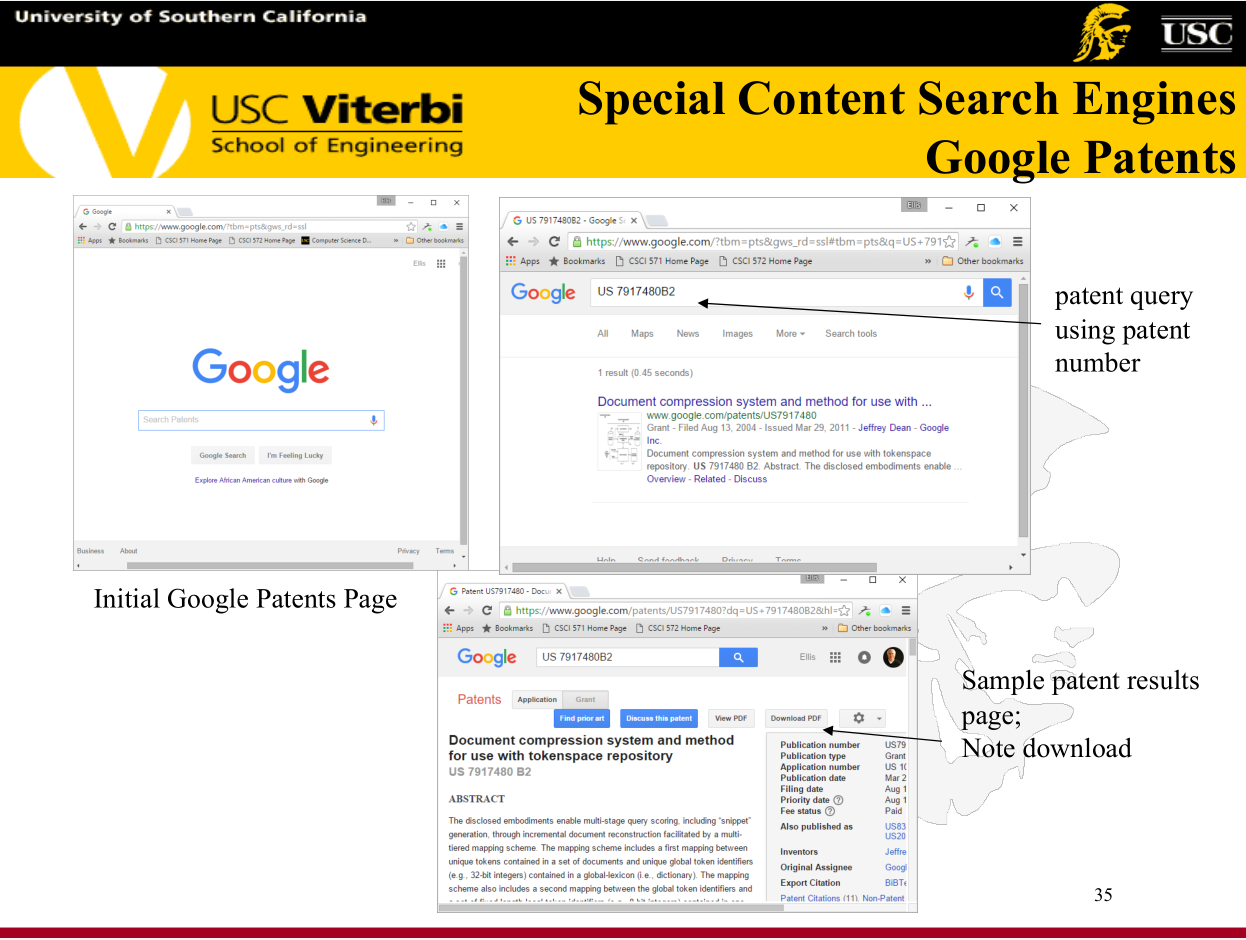 University of Southern California
USC
USC Viterbi
School of Engineering
Special Content Search Engines
Google Patents
Ellis
G Google
https://www.google.com/?tbm=pts&gws_rd=ssl
Apps Bookmarks CSCI 571 Home Page CSCI 572 Home Page Computer Science D... » Other bookmarks
Ellis
Google
Search Patents
Google Search I'm Feeling Lucky
Explore African American culture with Google
Business About Privacy Terms
Initial Google Patents Page
Ellis
G US 7917480B2 - Google Se
https://www.google.com/?tbm=pts&gws_rd=ssl#tbm=pts&q=US+791
Apps Bookmarks CSCI 571 Home Page CSCI 572 Home Page » Other bookmarks
Google US 7917480B2
All Maps News Images More Search tools
1 result (0.45 seconds)
Document compression system and method for use with ...
www.google.com/patents/US7917480
Grant - Filed Aug 13, 2004 - Issued Mar 29, 2011 - Jeffrey Dean - Google
Inc.
Document compression system and method for use with tokenspace
repository. US 7917480 B2. Abstract. The disclosed embodiments enable ...
Overview - Related - Discuss
Help Send feedback Privacy Terms
patent query
using patent
number
Ellis
G Patent US7917480 - Docu
https://www.google.com/patents/US7917480?dq=US+7917480B2&hl=
Apps Bookmarks CSCI 571 Home Page CSCI 572 Home Page » Other bookmarks
Google US 7917480B2 Ellis
Patents Application Grant
Find prior art Discuss this patent View PDF Download PDF
Document compression system and method
for use with tokenspace repository
US 7917480 B2
ABSTRACT
The disclosed embodiments enable multi-stage query scoring, including "snippet"
generation, through incremental document reconstruction facilitated by a multi-
tiered mapping scheme. The mapping scheme includes a first mapping between
unique tokens contained in a set of documents and unique global token identifiers
(e.g., 32-bit integers) contained in a global-lexicon (i.e., dictionary). The mapping
scheme also includes a second mapping between the global token identifiers and
Publication number US79
Publication type Grant
Application number US 10
Publication date Mar 2
Filing date Aug 1
Priority date Aug 1
Fee status Paid
Also published as US83
US20
Inventors Jeffre
Original Assignee Googl
Export Citation BiBTe
Patent Citations (11), Non-Patent
Sample patent results
page;
Note download
35